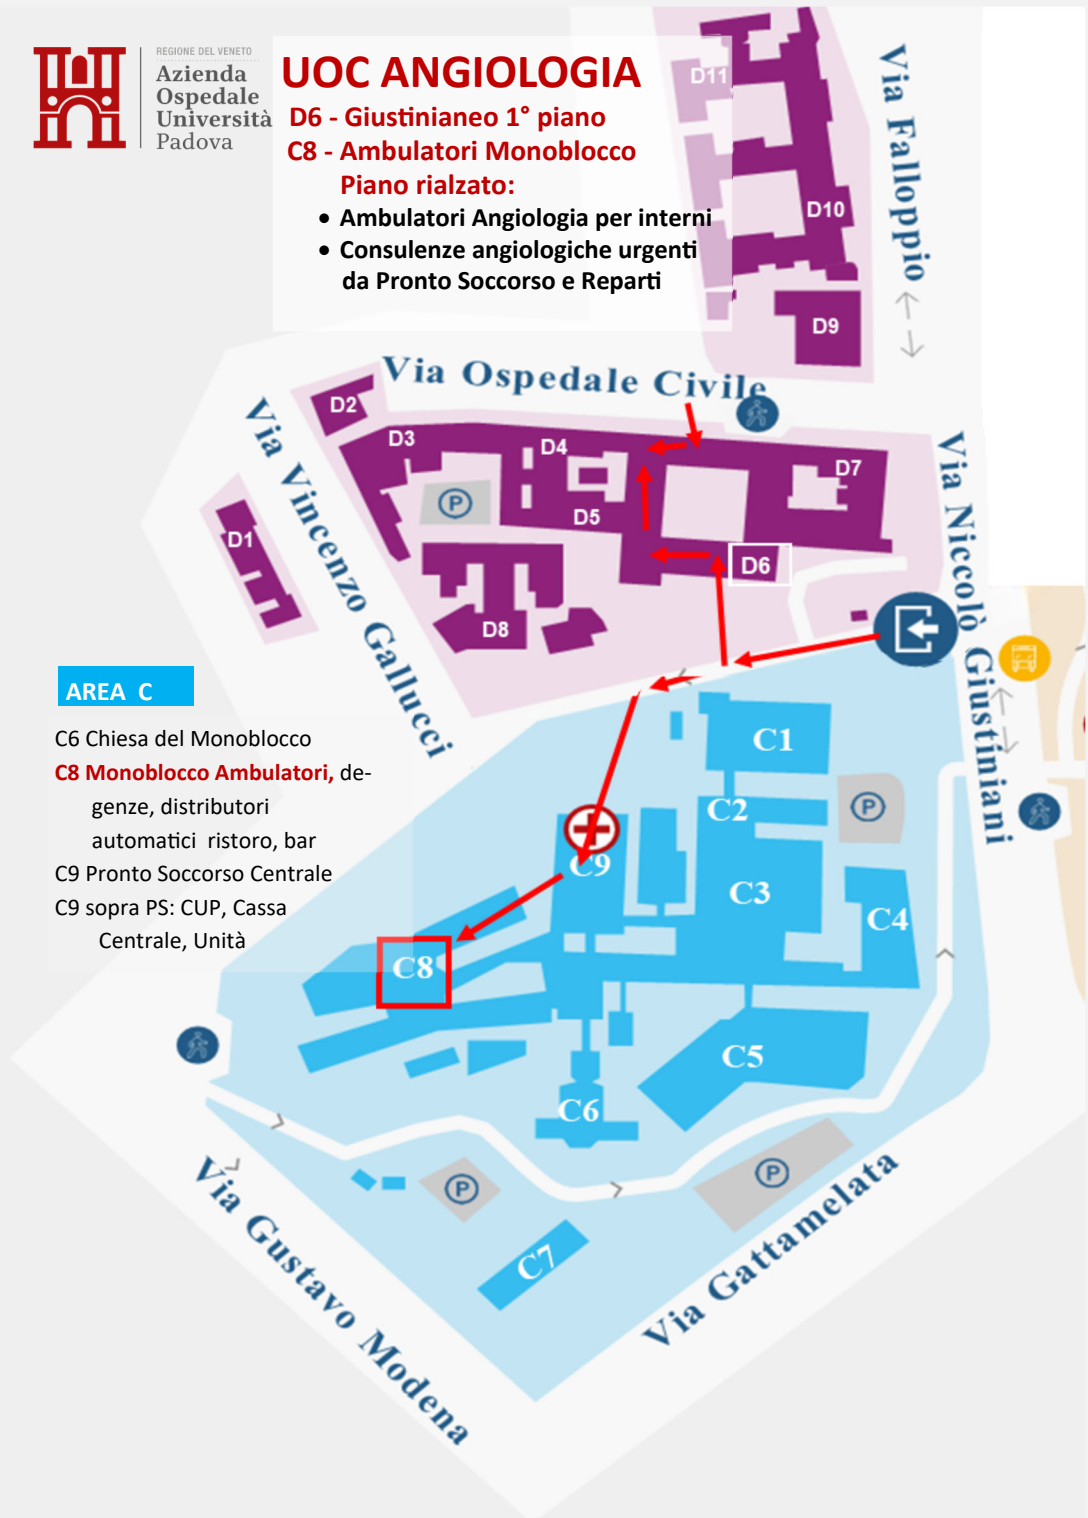 REGIONE DEL VENETO
Azienda
Ospedale
Università
Padova
UOC ANGIOLOGIA
D6 - Giustinianeo 1° piano
C8 - Ambulatori Monoblocco
Piano rialzato:
• Ambulatori Angiologia per interni
• Consulenze angiologiche urgenti
da Pronto Soccorso e Reparti
D11
D10
D9
Via Falloppio
Via Ospedale Civile
D2
D3
D4
D7
P
D5
D1
D6
D8
Via Vincenzo Gallucci
Via Niccolò Giustiniani
AREA C
C6 Chiesa del Monoblocco
C8 Monoblocco Ambulatori, de-
genze, distributori
automatici ristoro, bar
C9 Pronto Soccorso Centrale
C9 sopra PS: CUP, Cassa
Centrale, Unità
C1
C2
P
C9
C3
C4
C8
C5
C6
P
P
C7
Via Gustavo Modena
Via Gattamelata